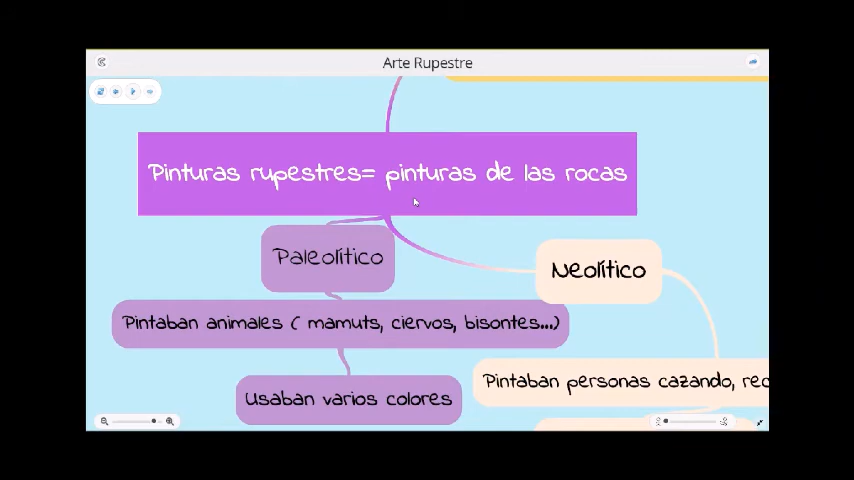 Arte Rupestre
Pinturas rupestres= pinturas de las rocas
Paleolítico
Neolítico
Pintaban animales ( mamuts, ciervos, bisontes...)
Pintaban personas cazando,
Usaban varios colores